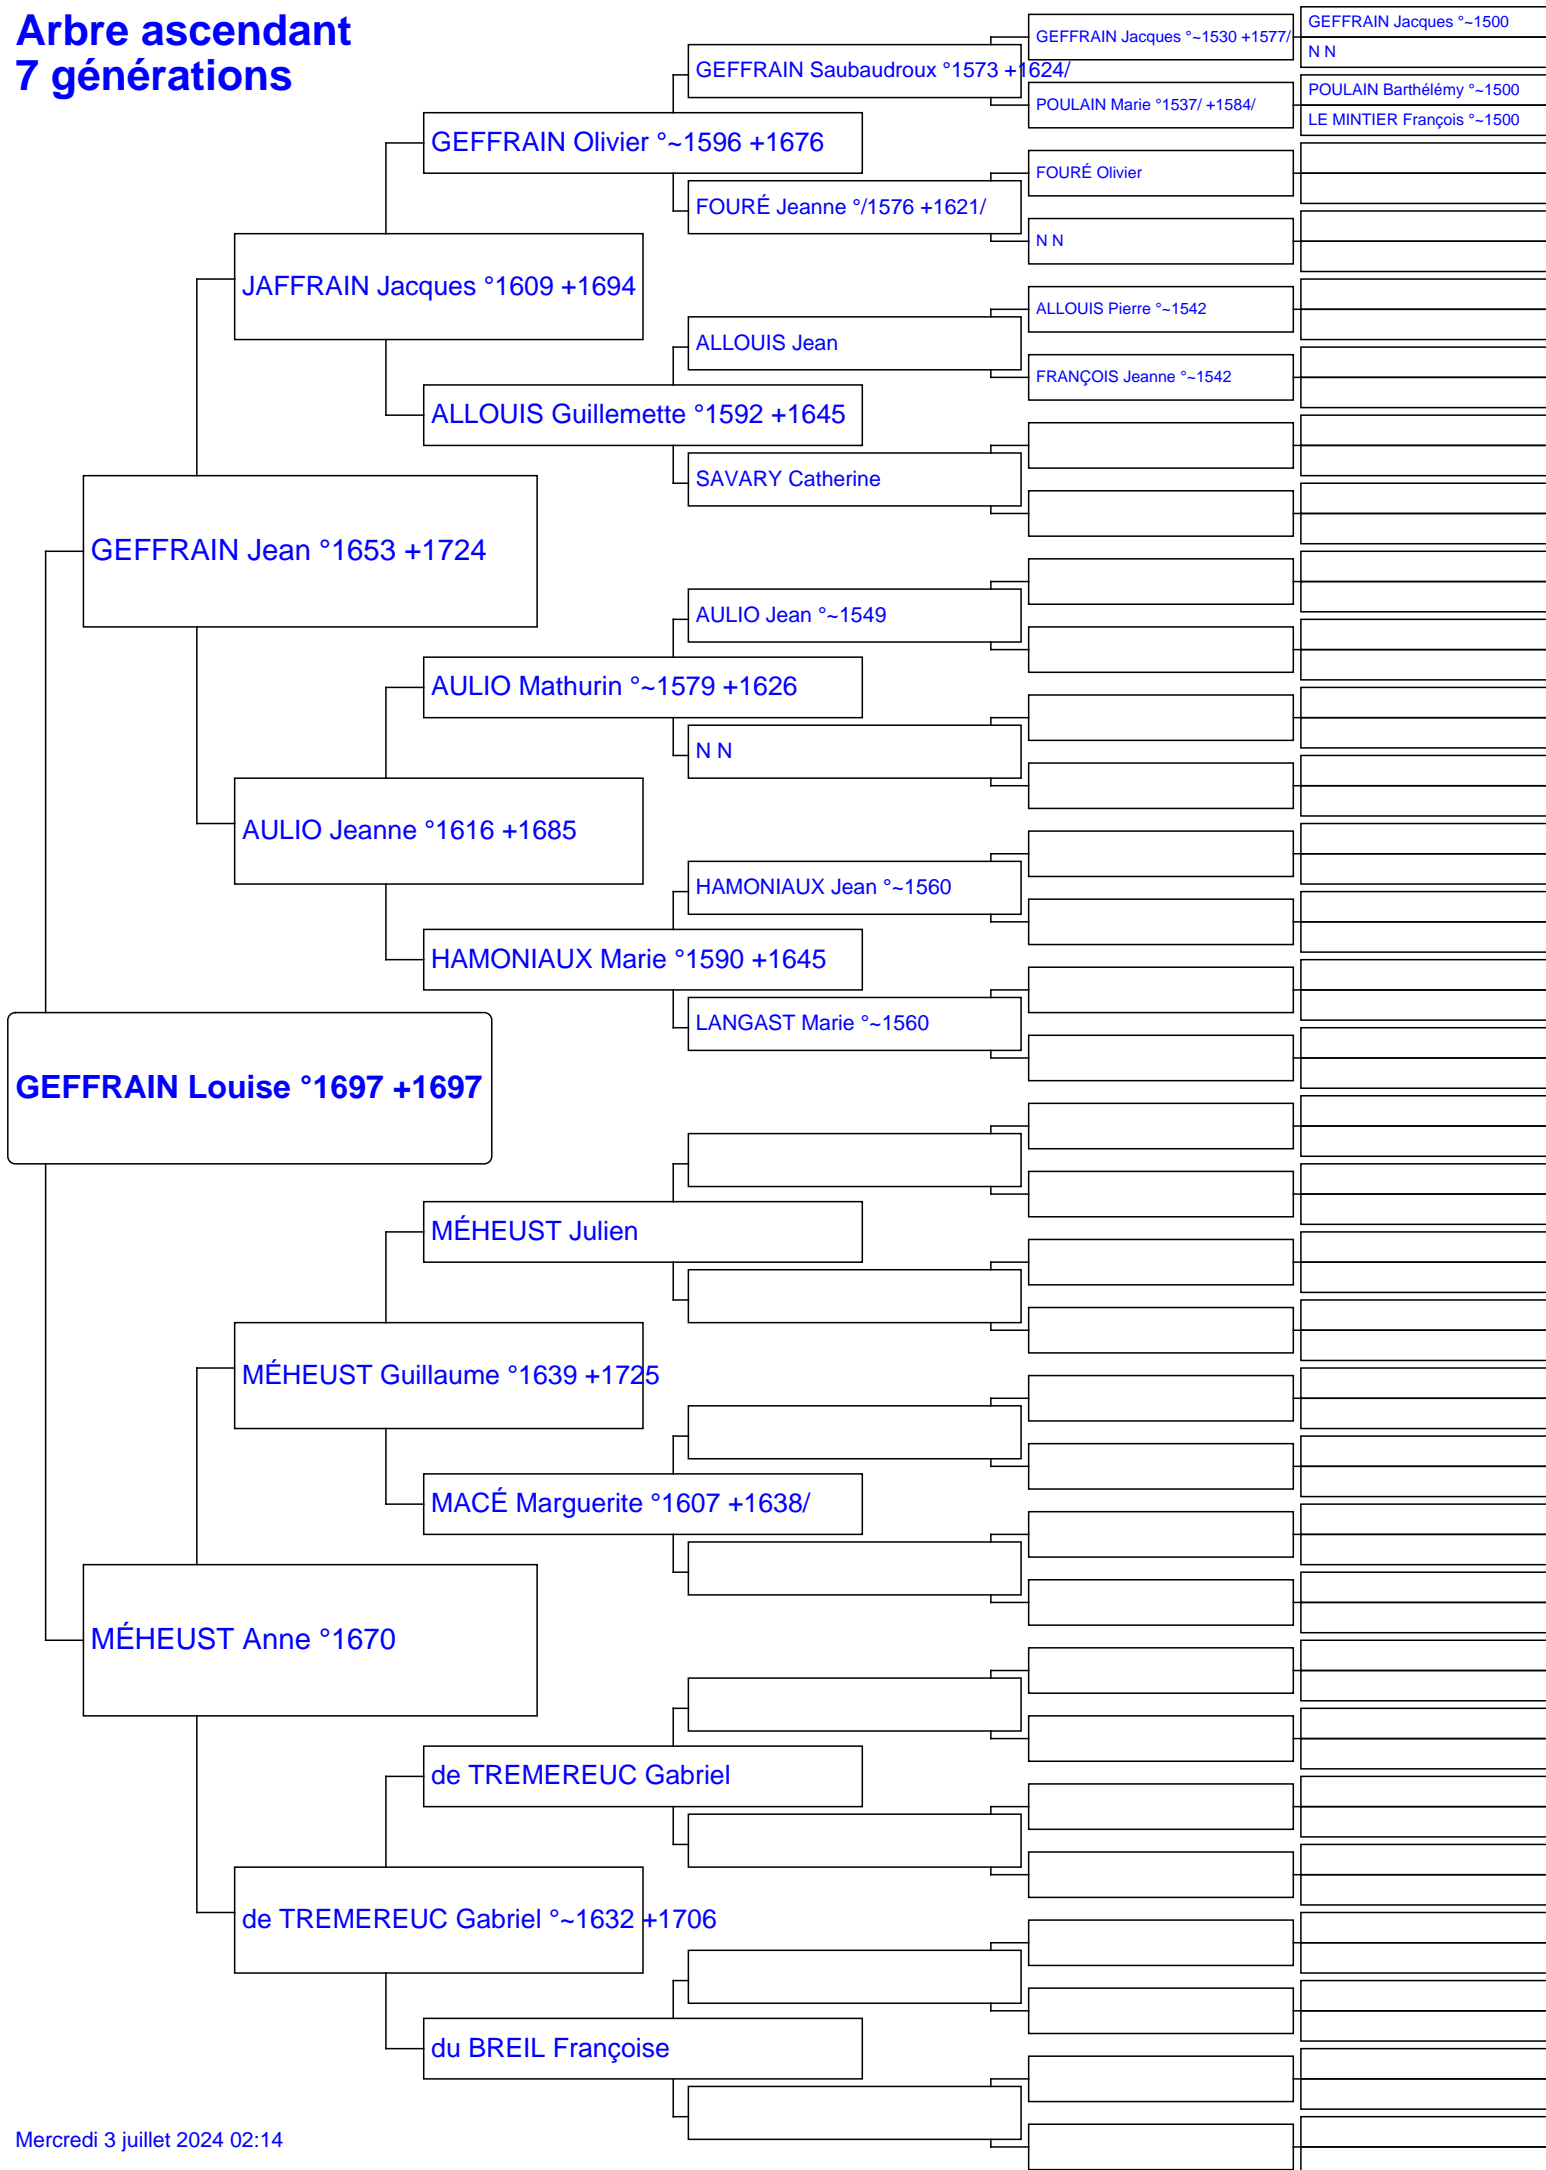 Arbre ascendant
7 générations
GEFFRAIN Jacques °~1500
GEFFRAIN Jacques °~1530 +1577/
N N
GEFFRAIN Saubaudroux °1573 +1624/
POULAIN Barthélémy °~1500
POULAIN Marie °1537/ +1584/
LE MINTIER François °~1500
GEFFRAIN Olivier °~1596 +1676
FOURÉ Olivier
FOURÉ Jeanne °/1576 +1621/
N N
JAFFRAIN Jacques °1609 +1694
ALLOUIS Pierre °~1542
ALLOUIS Jean
FRANÇOIS Jeanne °~1542
ALLOUIS Guillemette °1592 +1645
SAVARY Catherine
GEFFRAIN Jean °1653 +1724
AULIO Jean °~1549
AULIO Mathurin °~1579 +1626
N N
AULIO Jeanne °1616 +1685
HAMONIAUX Jean °~1560
HAMONIAUX Marie °1590 +1645
LANGAST Marie °~1560
GEFFRAIN Louise °1697 +1697
MÉHEUST Julien
MÉHEUST Guillaume °1639 +1725
MACÉ Marguerite °1607 +1638/
MÉHEUST Anne °1670
de TREMEREUC Gabriel
de TREMEREUC Gabriel °~1632 +1706
du BREIL Françoise
Mercredi 3 juillet 2024 02:14